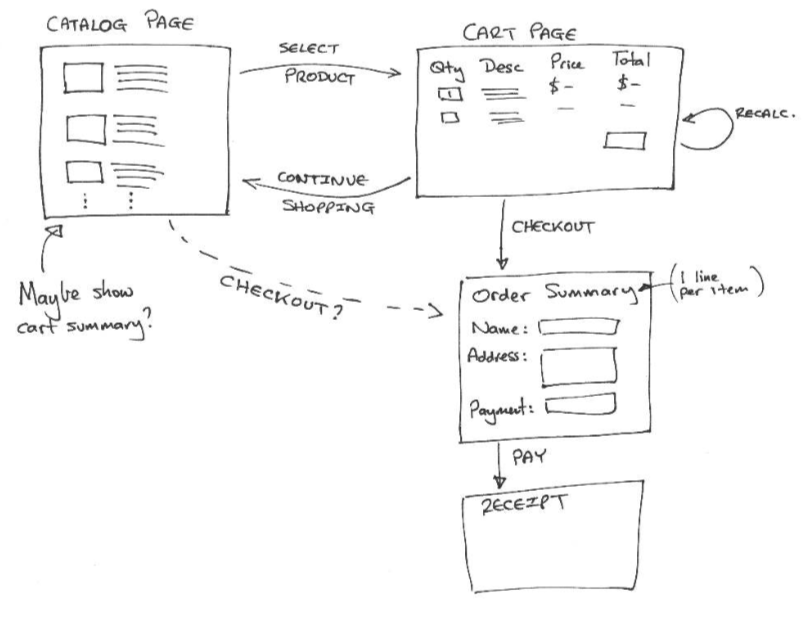 CATALOG PAGE
SELECT
PRODUCT
CONTINUE
SHOPPING
CART PAGE
Qty Desc Price Total
1 $- $-
- -
RECALC.
CHECKOUT
CHECKOUT?
Maybe show
cart summary?
Order Summary
(1 line
per item)
Name:
Address:
Payment:
PAY
RECEIPT